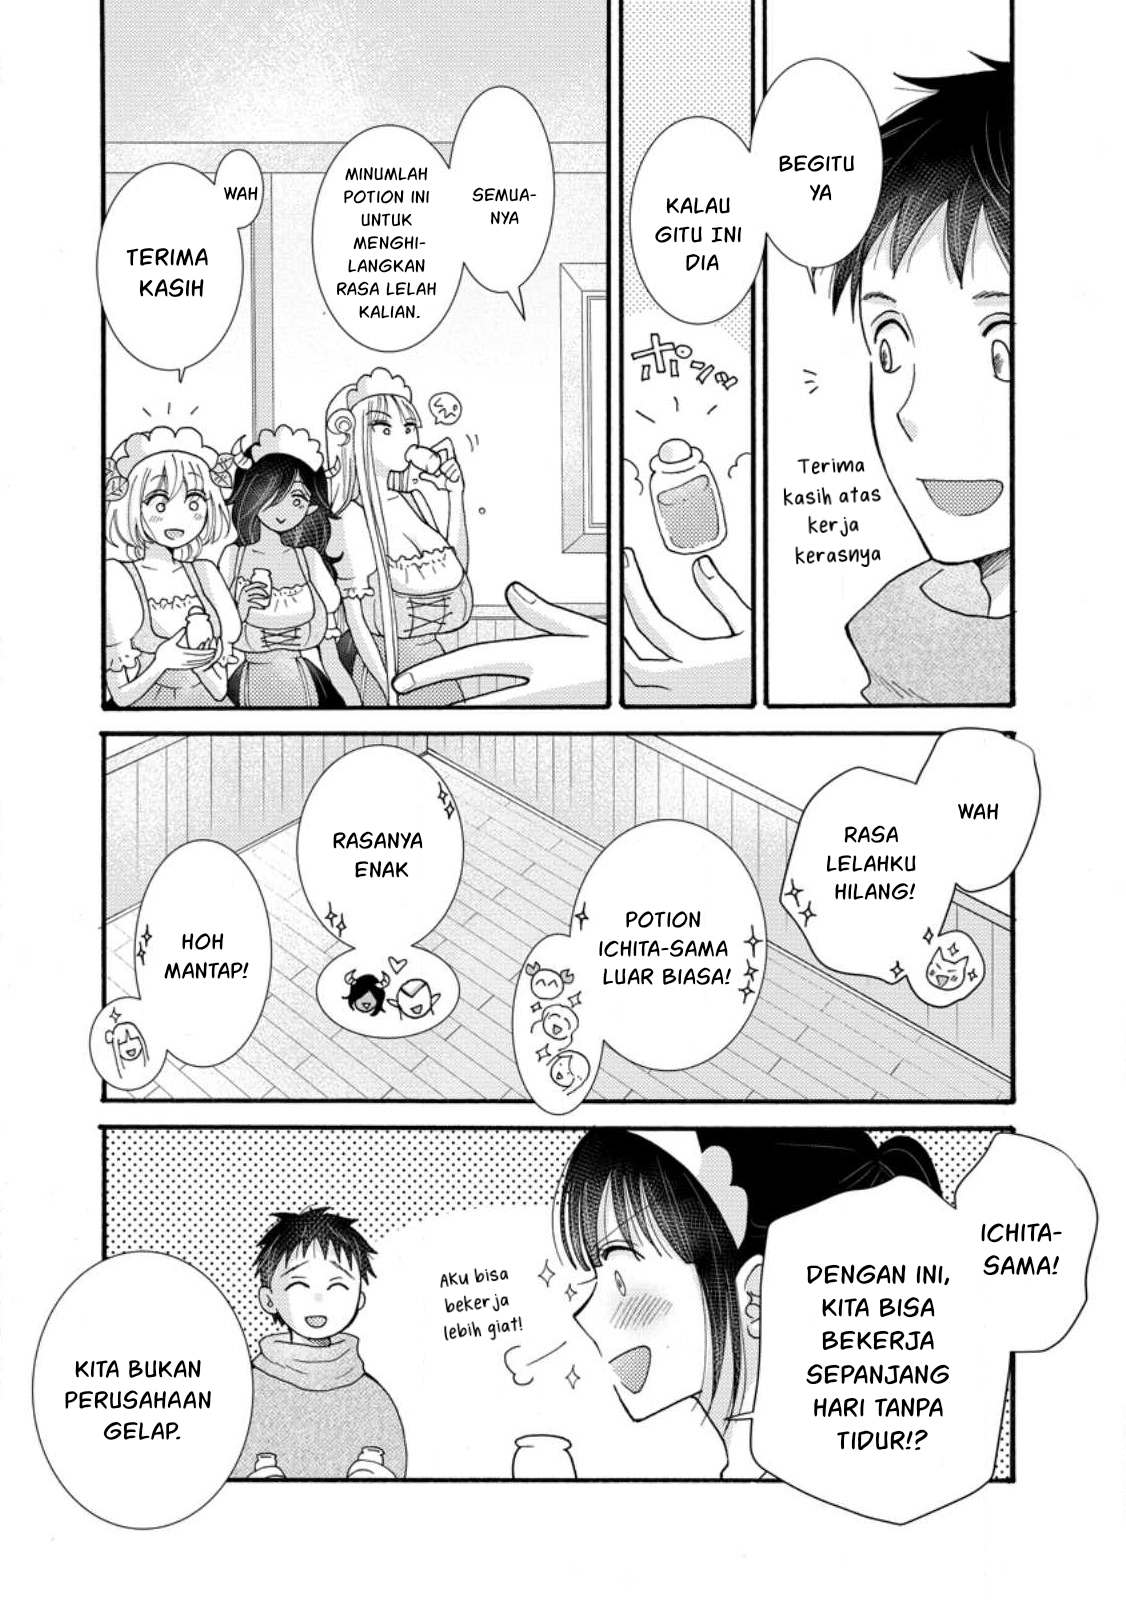 BEGITU
YA
Terima
kasih atas
kerja
kerasnya
KALAU
GITU INI
DIA
ポンッ
SEMUA-
NYA
MINUMLAH
POTION INI
UNTUK
MENGHI-
LANGKAN
RASA LELAH
KALIAN.
WAH
TERIMA
KASIH
WAH
RASA
LELAHKU
HILANG!
POTION
ICHITA-SAMA
LUAR BIASA!
RASANYA
ENAK
HOH
MANTAP!
ICHITA-
SAMA!
DENGAN INI,
KITA BISA
BEKERJA
SEPANJANG
HARI TANPA
TIDUR!?
AKU bisa
bekerja
lebih giat!
KITA BUKAN
PERUSAHAAN
GELAP.